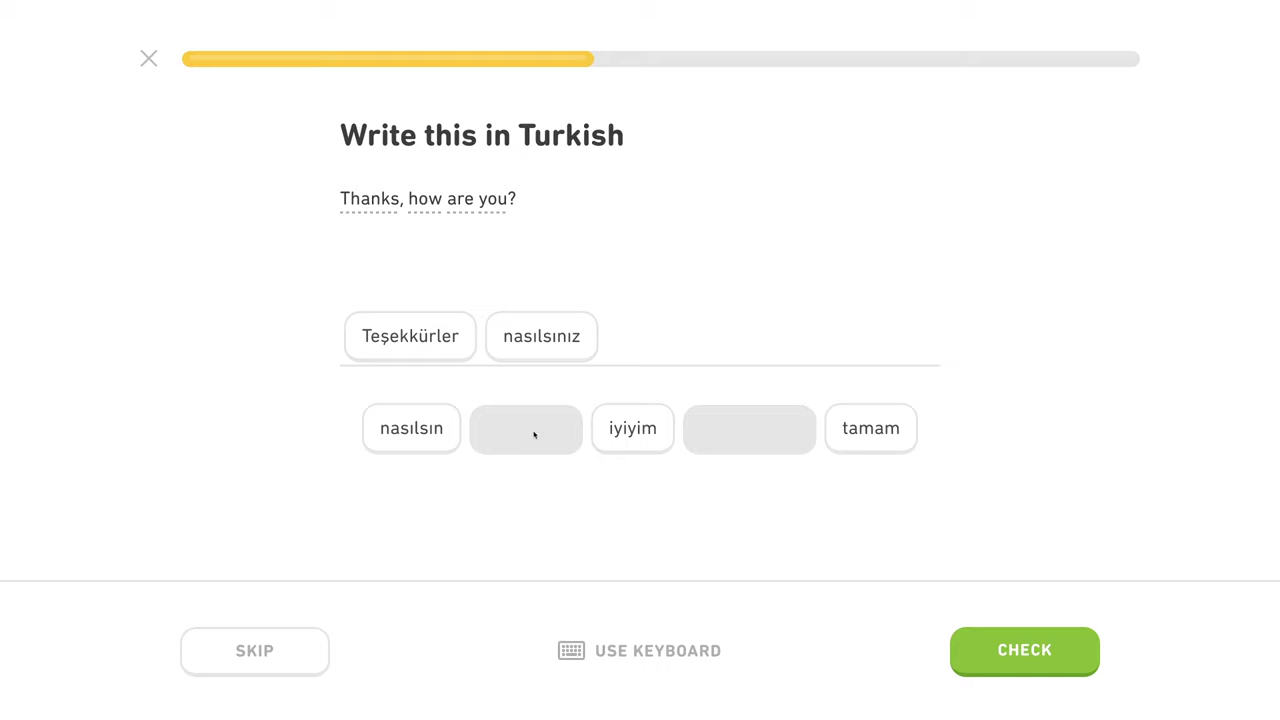 Write this in Turkish
Thanks, how are you?
Teşekkürler nasılsınız
nasılsın iyiyim tamam
SKIP USE KEYBOARD CHECK